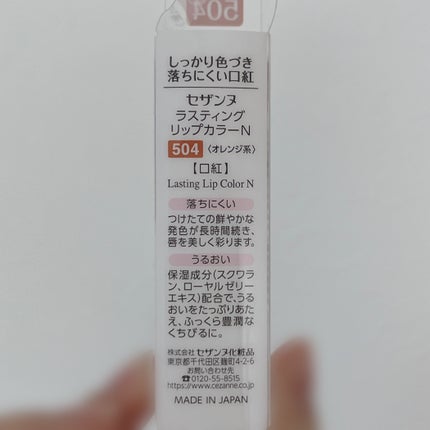 504
しっかり色づき
落ちにくい口紅
セザンヌ
ラスティング
リップカラーN
504 〈オレンジ系〉
【口紅】
Lasting Lip Color N
落ちにくい
つけたての鮮やかな
発色が長時間続き、
唇を美しく彩ります。
うるおい
保湿成分(スクワラ
ン、ローヤルゼリー
エキス)配合で、うる
おいをたっぷりあた
え、ふっくら豊潤な
くちびるに。
株式会社 セザンヌ化粧品
東京都千代田区麹町4-2-6
お問い合わせ先
0120-55-8515
https://www.cezanne.co.jp
MADE IN JAPAN